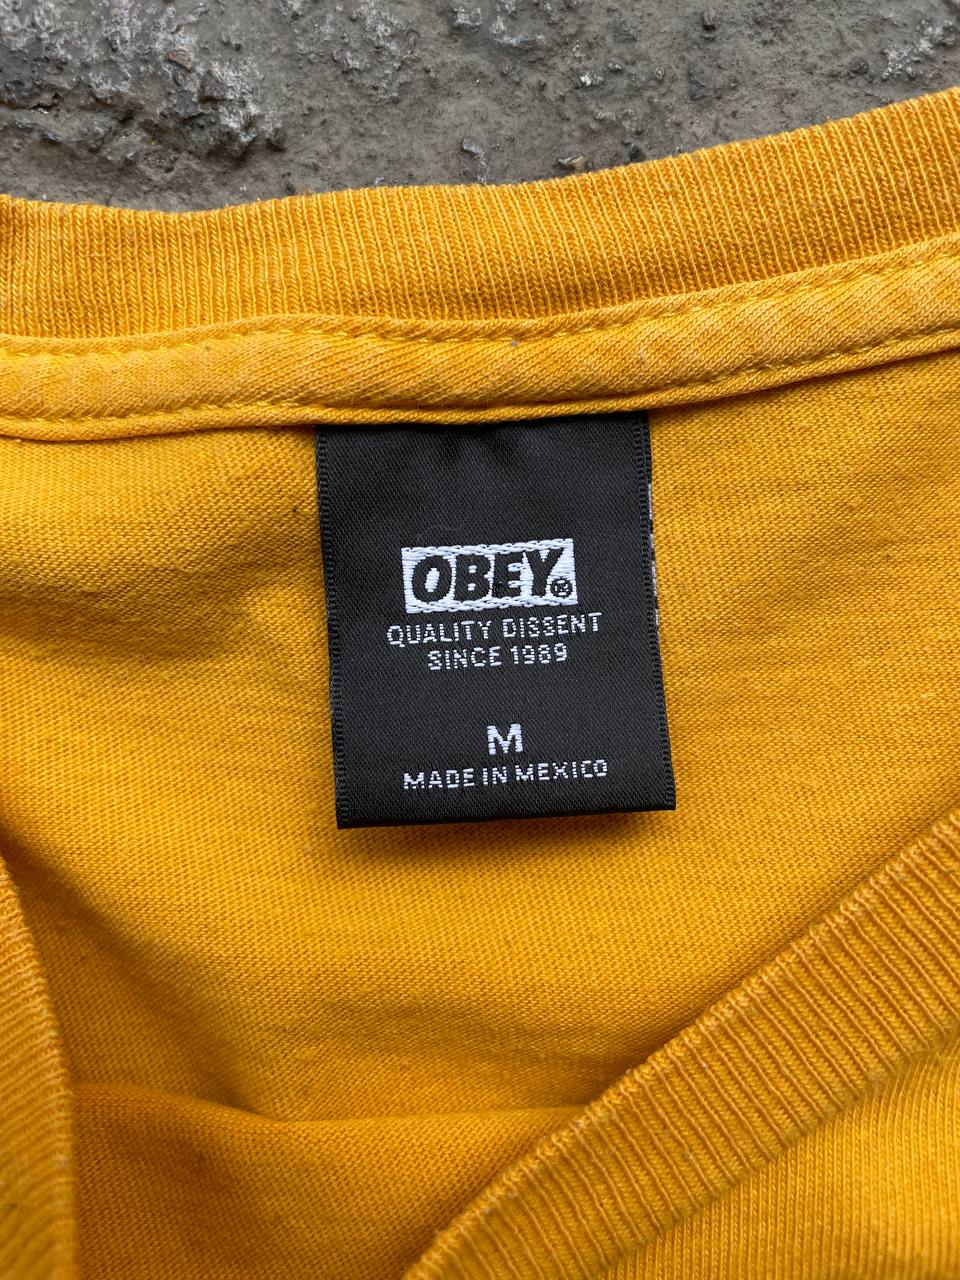 OBEY®
QUALITY DISSENT
SINCE 1989
M
MADE IN MEXICO